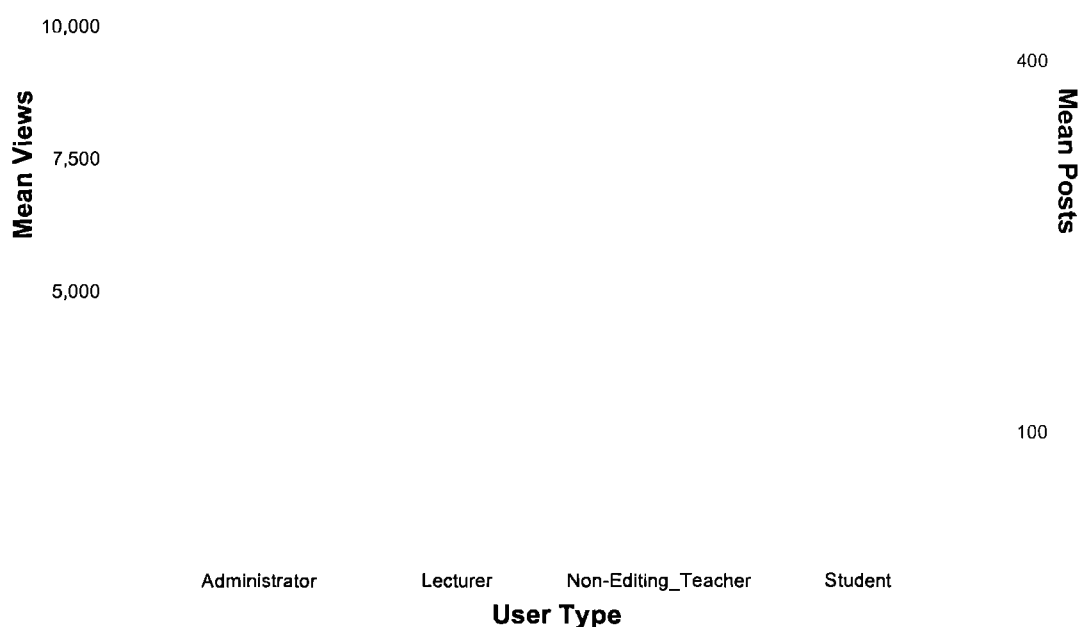 10,000
400
Mean Views
Mean Posts
7,500
5,000
100
Administrator Lecturer Non-Editing_Teacher Student
User Type